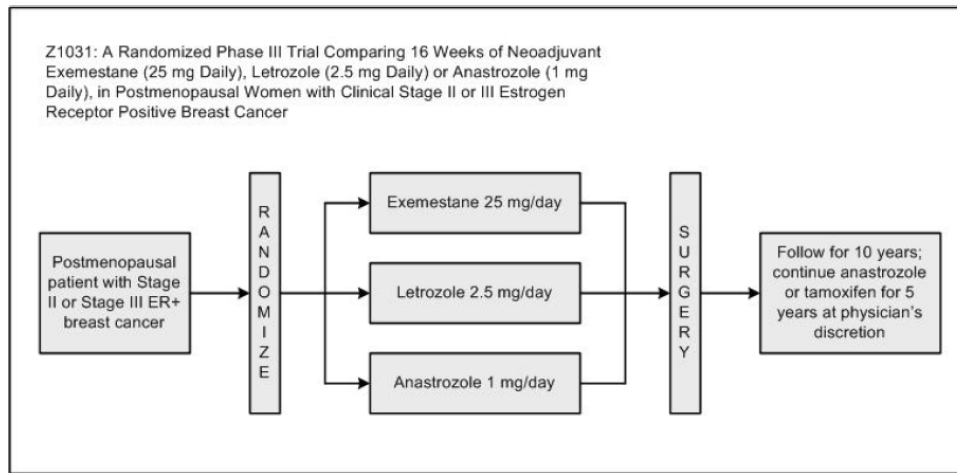 Z1031: A Randomized Phase III Trial Comparing 16 Weeks of Neoadjuvant
Exemestane (25 mg Daily), Letrozole (2.5 mg Daily) or Anastrozole (1 mg
Daily), in Postmenopausal Women with Clinical Stage II or III Estrogen
Receptor Positive Breast Cancer
Postmenopausal
patient with Stage
II or Stage III ER+
breast cancer
RANDOMIZE
Exemestane 25 mg/day
Letrozole 2.5 mg/day
Anastrozole 1 mg/day
SURGERY
Follow for 10 years;
continue anastrozole
or tamoxifen for 5
years at physician's
discretion